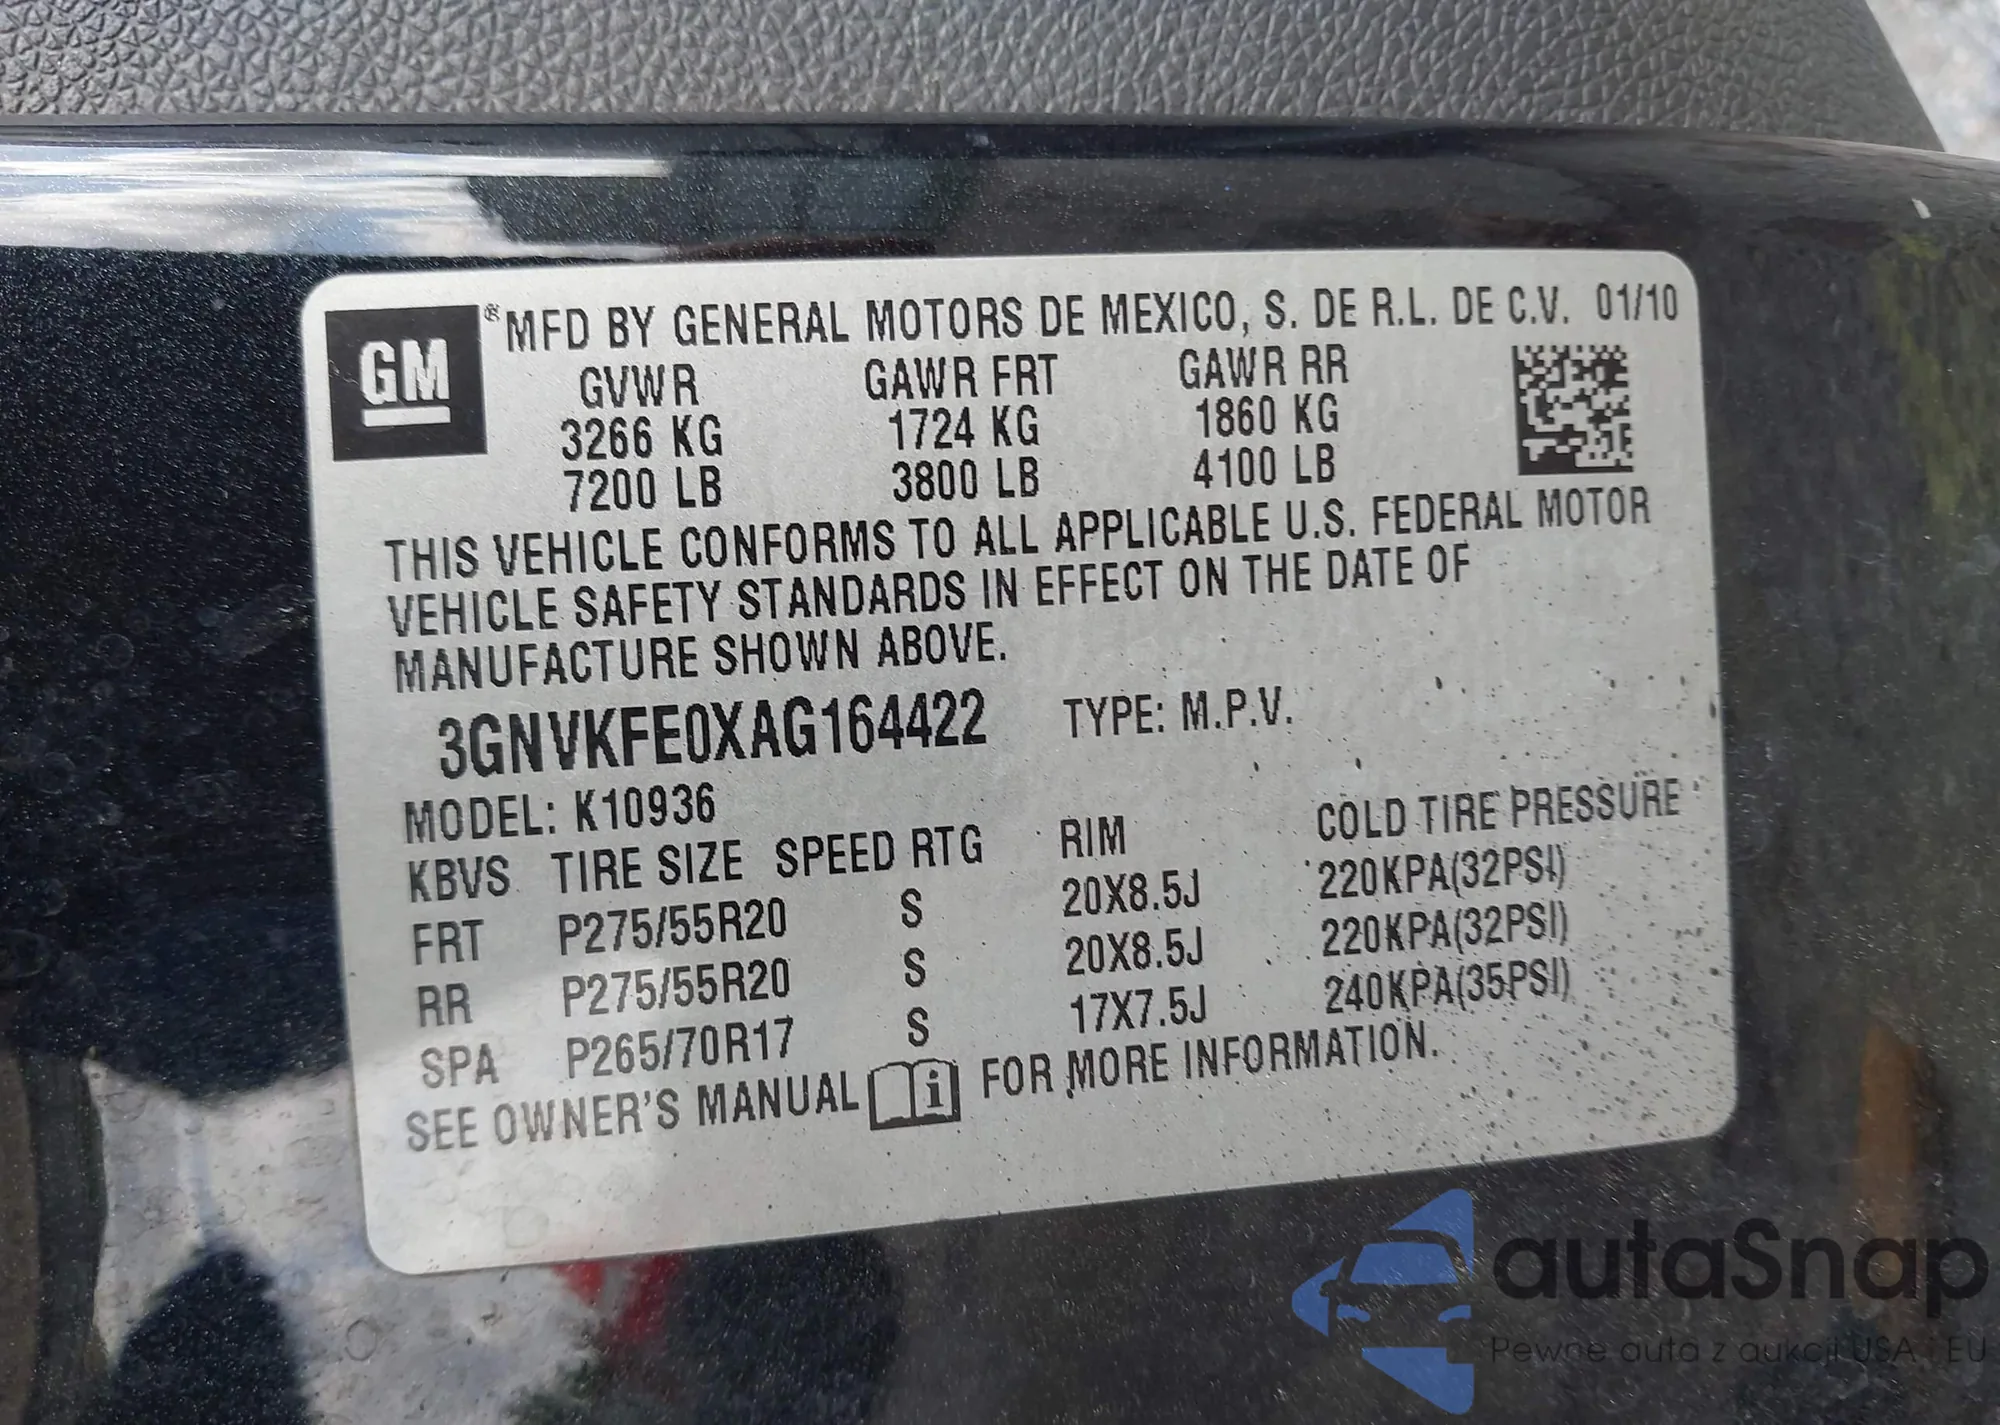 GM ® MFD BY GENERAL MOTORS DE MEXICO, S. DE R.L. DE C.V. 01/10
GVWR GAWR FRT GAWR RR
3266 KG 1724 KG 1860 KG
7200 LB 3800 LB 4100 LB
THIS VEHICLE CONFORMS TO ALL APPLICABLE U.S. FEDERAL MOTOR
VEHICLE SAFETY STANDARDS IN EFFECT ON THE DATE OF
MANUFACTURE SHOWN ABOVE.
3GNVKFE0XAG164422 TYPE: M.P.V.
MODEL: K10936
KBVS TIRE SIZE SPEED RTG RIM COLD TIRE PRESSURE
FRT P275/55R20 S 20X8.5J 220KPA(32PSI)
RR P275/55R20 S 20X8.5J 220KPA(32PSI)
SPA P265/70R17 S 17X7.5J 240KPA(35PSI)
SEE OWNER'S MANUAL i FOR MORE INFORMATION.
autaSnap
Pewne auta z aukcji USA i EU